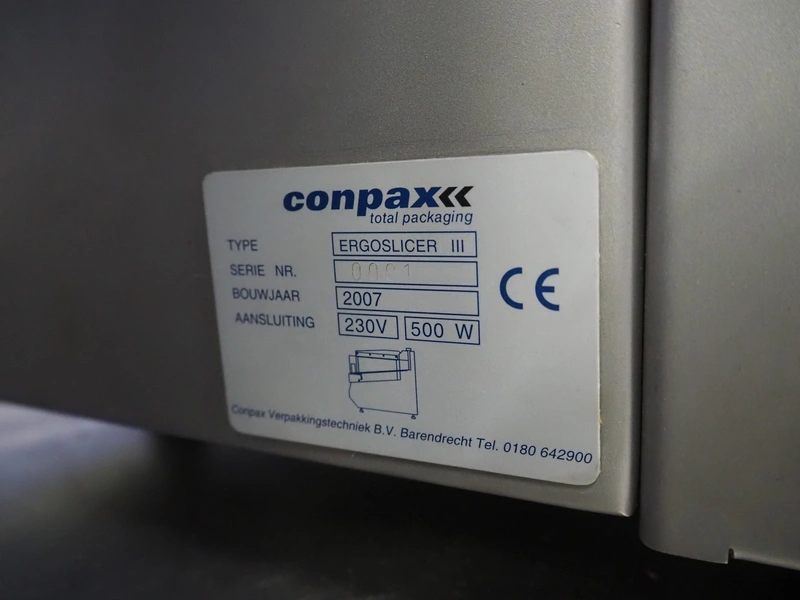 conpax
total packaging
TYPE ERGOSLICER III
SERIE NR.
BOUWJAAR 2007
AANSLUITING 230V 500 W
CE
Conpax Verpakkingstechniek B.V. Barendrecht Tel. 0180 642900